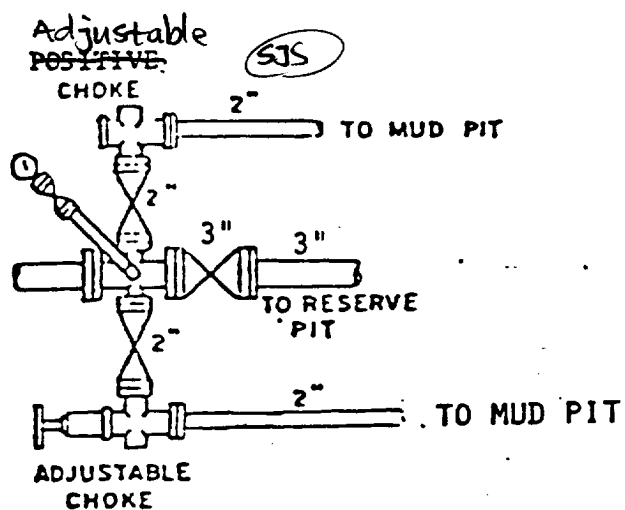 Adjustable
POSITIVE
SJS
CHOKE
2"
TO MUD PIT
2"
3"
3"
TO RESERVE
PIT
2"
2"
TO MUD PIT
ADJUSTABLE
CHOKE